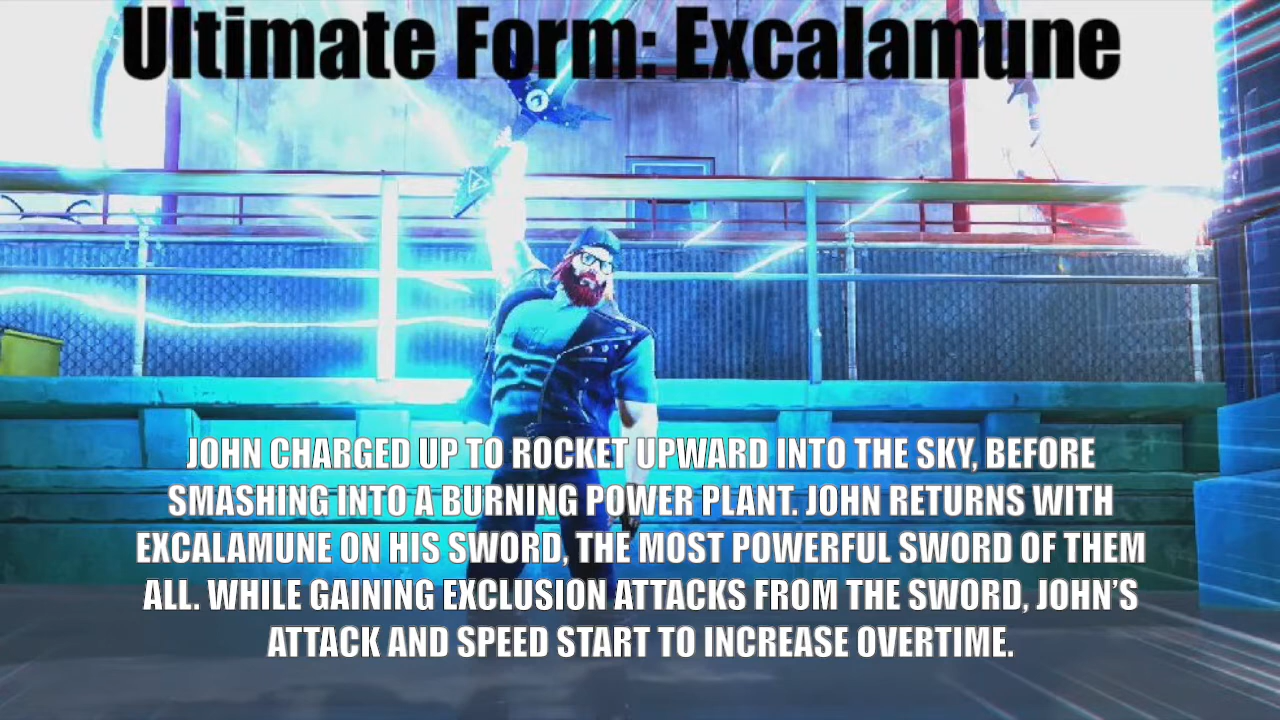 Ultimate Form: Excalamune
JOHN CHARGED UP TO ROCKET UPWARD INTO THE SKY, BEFORE
SMASHING INTO A BURNING POWER PLANT. JOHN RETURNS WITH
EXCALAMUNE ON HIS SWORD, THE MOST POWERFUL SWORD OF THEM
ALL. WHILE GAINING EXCLUSION ATTACKS FROM THE SWORD, JOHN’S
ATTACK AND SPEED START TO INCREASE OVERTIME.